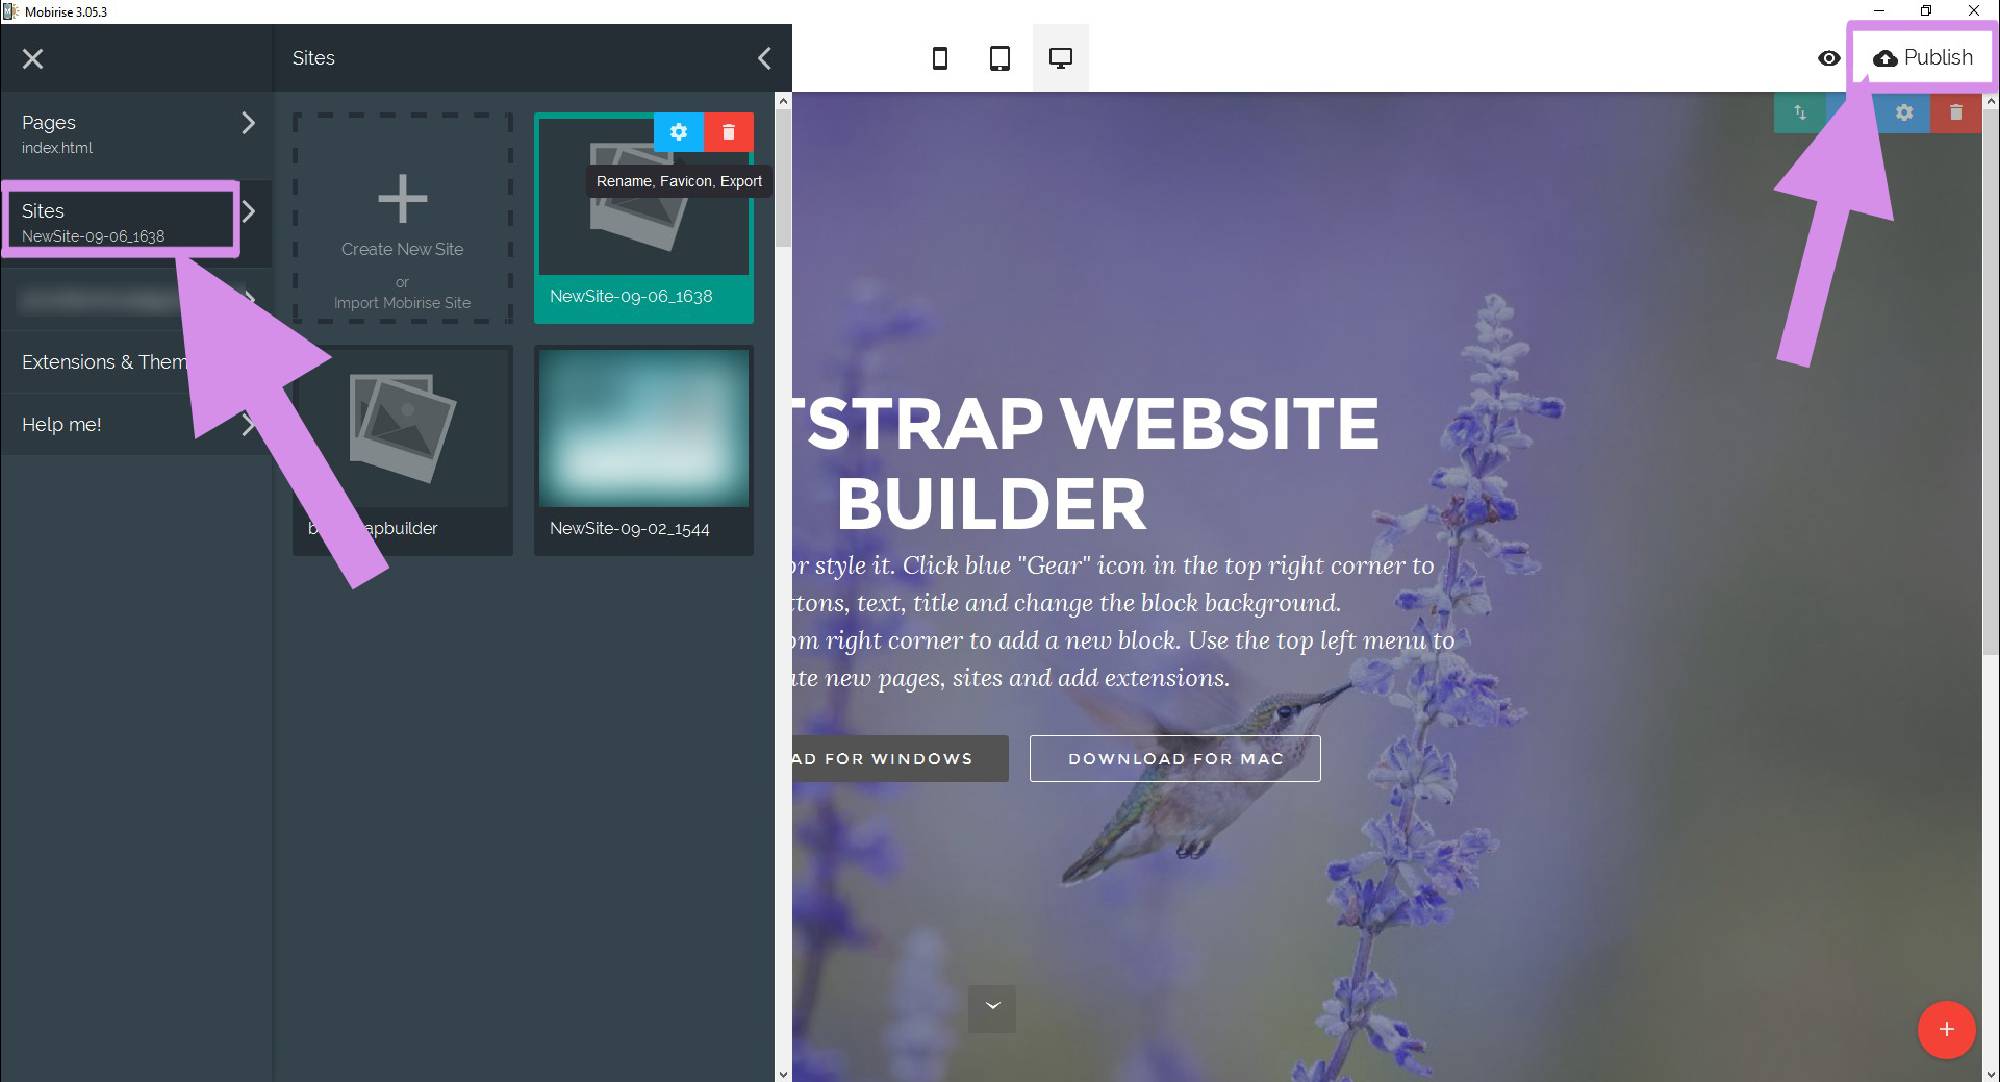 Mobirise 3.05.3
Sites
Publish
Pages
index.html
Sites
NewSite-09-06_1638
Extensions & Them
Help me!
Create New Site
or
Import Mobirise Site
Rename, Favicon, Export
NewSite-09-06_1638
apbuilder
NewSite-09-02_1544
TSTRAP WEBSITE
BUILDER
or style it. Click blue "Gear" icon in the top right corner to
ttons, text, title and change the block background.
om right corner to add a new block. Use the top left menu to
ate new pages, sites and add extensions.
AD FOR WINDOWS
DOWNLOAD FOR MAC